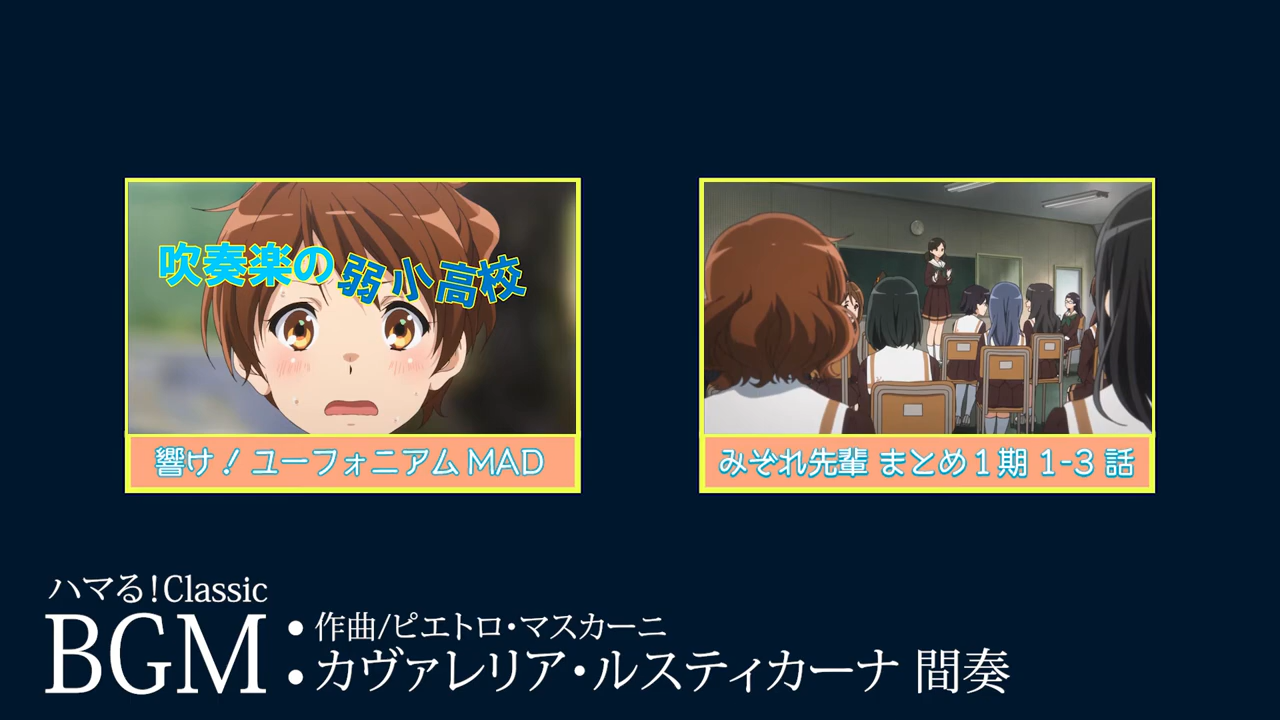 吹奏楽の弱小高校
響け！ユーフォニアムMAD
みぞれ先輩 まとめ1期 1-3 話
ハマる！Classic
BGM：
作曲/ピエトロ・マスカーニ
カヴァレリア・ルスティカーナ 間奏